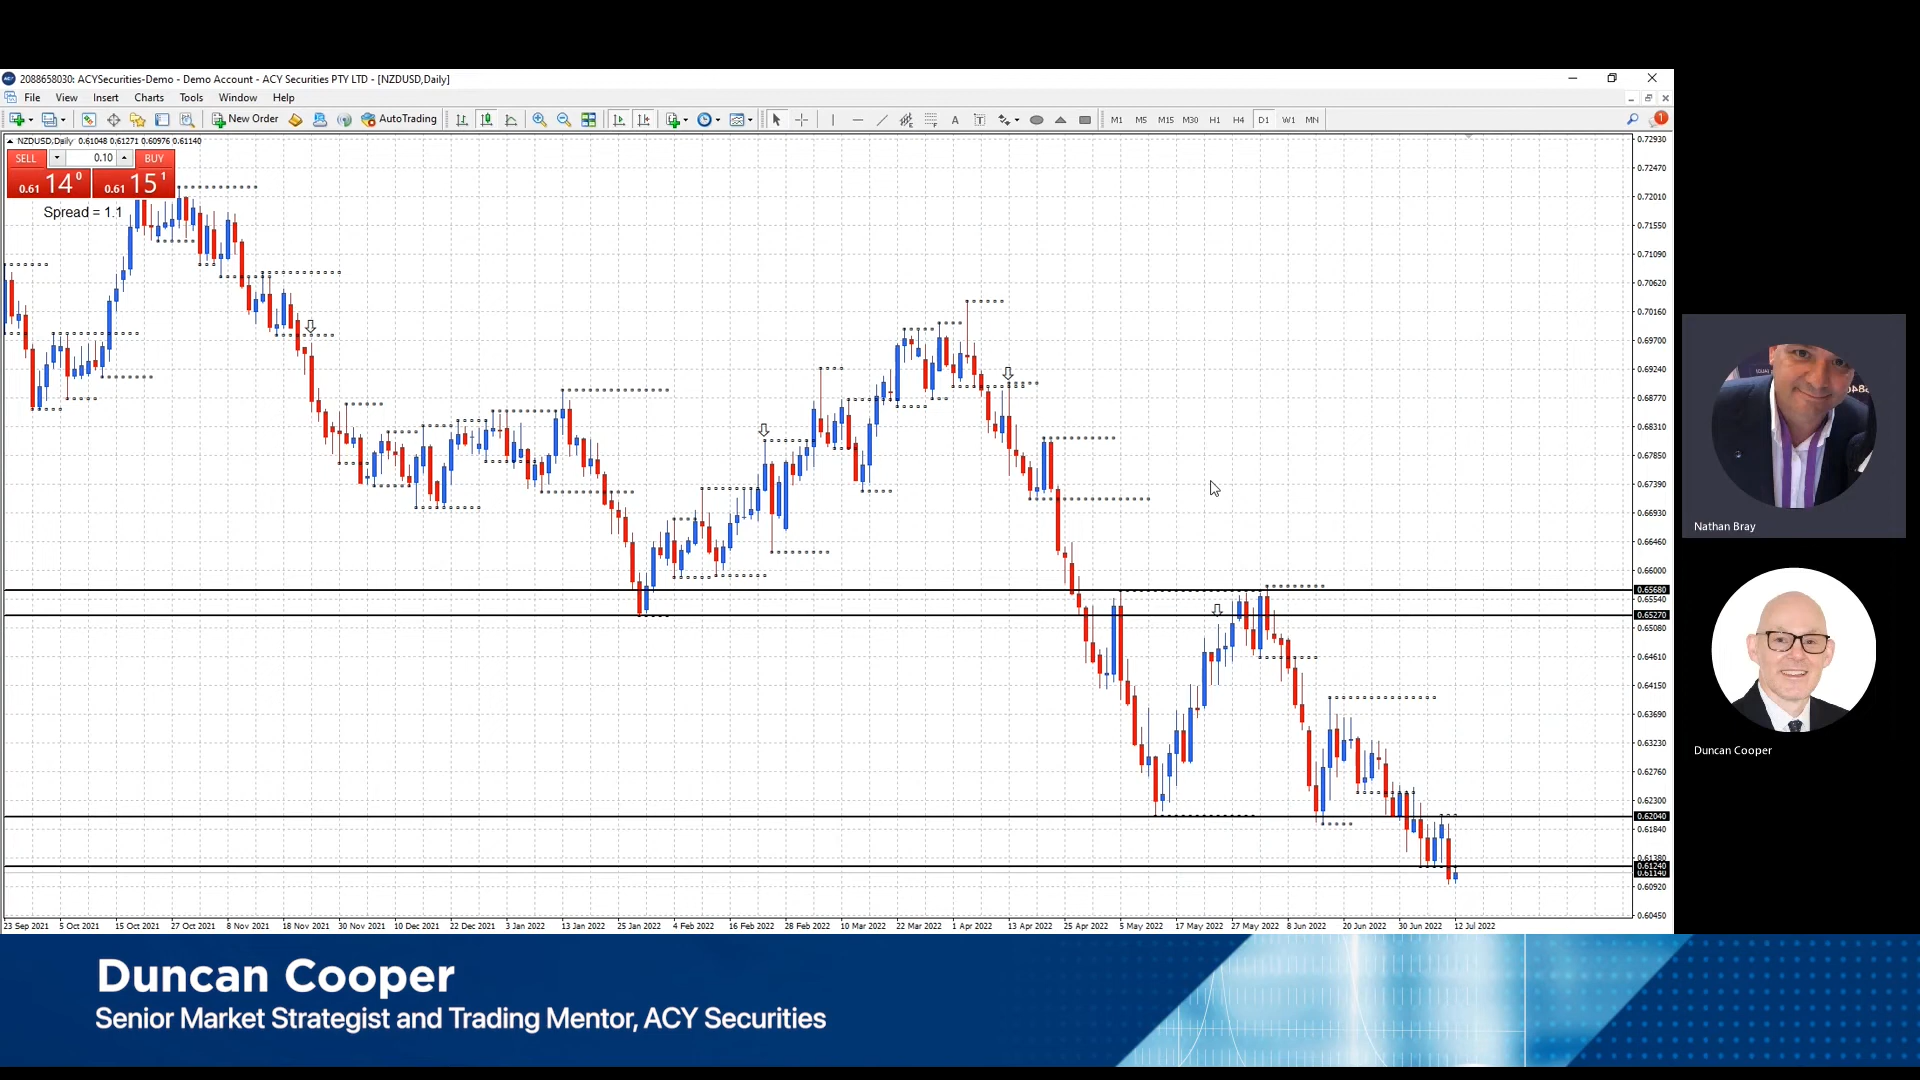 2088658030: ACYSecurities-Demo - Demo Account - ACY Securities PTY LTD - [NZDUSD,Daily]
File View Insert Charts Tools Window Help
New Order AutoTrading A T M1 M5 M15 M30 H1 H4 D1 W1 MN 1
NZDUSD,Daily 0.61048 0.61271 0.60976 0.61140
SELL 0.10 BUY
0.61 14 0 0.61 15 1
Spread = 1.1
0.72930
0.72470
0.72010
0.71550
0.71090
0.70620
0.70160
0.69700
0.69240
0.68770
0.68310
0.67850
0.67390
0.66930
0.66460
0.66000
0.65680
0.65540
0.65270
0.65080
0.64610
0.64150
0.63690
0.63230
0.62760
0.62300
0.62040
0.61840
0.61380
0.61240
0.61140
0.60920
0.60450
23 Sep 2021 5 Oct 2021 15 Oct 2021 27 Oct 2021 8 Nov 2021 18 Nov 2021 30 Nov 2021 10 Dec 2021 22 Dec 2021 3 Jan 2022 13 Jan 2022 25 Jan 2022 4 Feb 2022 16 Feb 2022 28 Feb 2022 10 Mar 2022 22 Mar 2022 1 Apr 2022 13 Apr 2022 25 Apr 2022 5 May 2022 17 May 2022 27 May 2022 8 Jun 2022 20 Jun 2022 30 Jun 2022 12 Jul 2022
Nathan Bray
Duncan Cooper
Duncan Cooper
Senior Market Strategist and Trading Mentor, ACY Securities